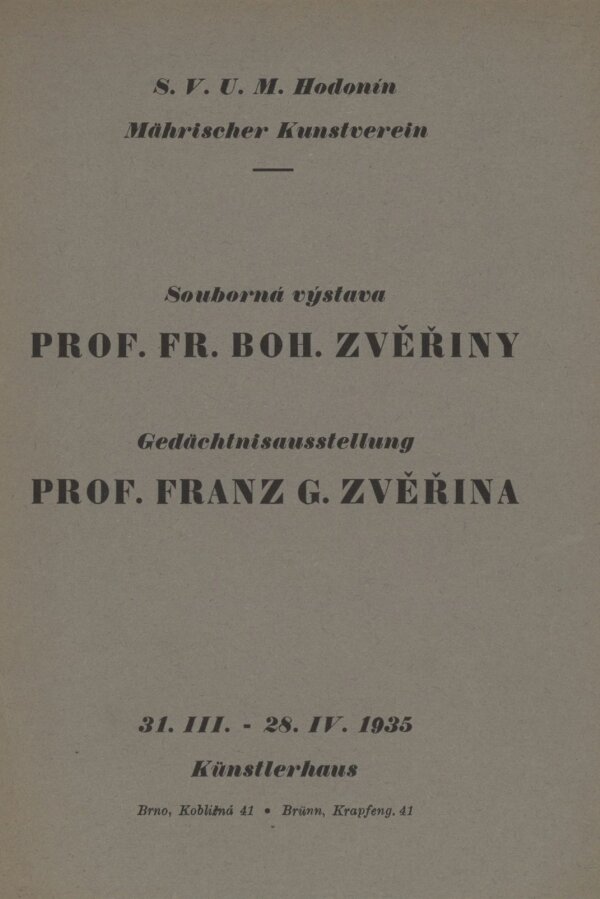 S. V. U. M. Hodonín
Mährischer Kunstverein
Souborná výstava
PROF. FR. BOH. ZVĚŘINY
Gedächtnisausstellung
PROF. FRANZ G. ZVĚŘINA
31. III. - 28. IV. 1935
Künstlerhaus
Brno, Kobližná 41 • Brünn, Krapfeng. 41